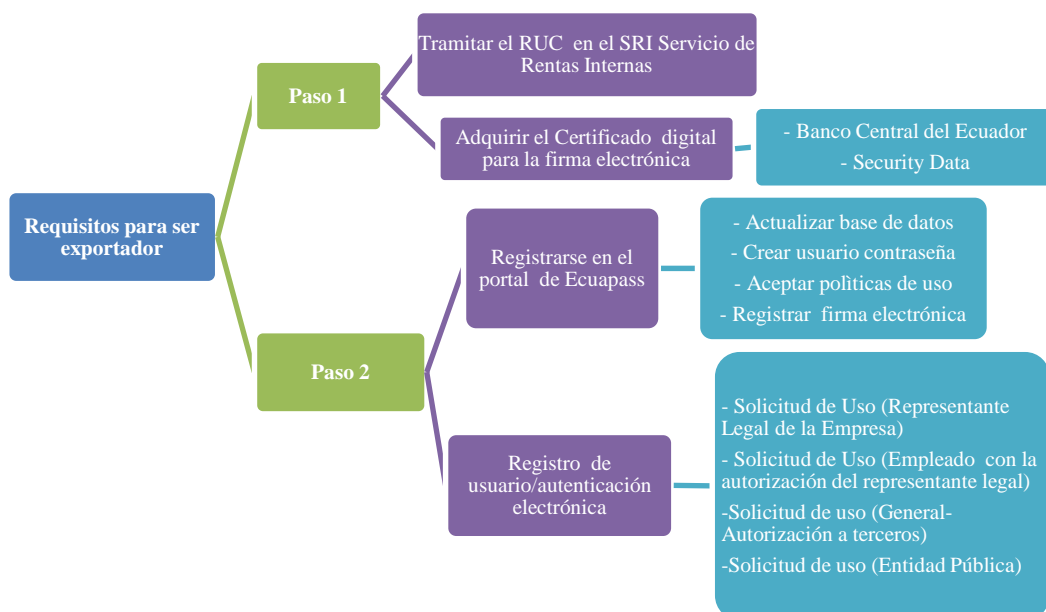 Requisitos para ser
exportador
Paso 1
Tramitar el RUC en el SRI Servicio de
Rentas Internas
Adquirir el Certificado digital
para la firma electrónica
- Banco Central del Ecuador
- Security Data
Paso 2
Registrarse en el
portal de Ecuapass
- Actualizar base de datos
- Crear usuario contraseña
- Aceptar polìticas de uso
- Registrar firma electrónica
Registro de
usuario/autenticación
electrónica
- Solicitud de Uso (Representante
Legal de la Empresa)
- Solicitud de Uso (Empleado con la
autorización del representante legal)
-Solicitud de uso (General-
Autorización a terceros)
-Solicitud de uso (Entidad Pública)